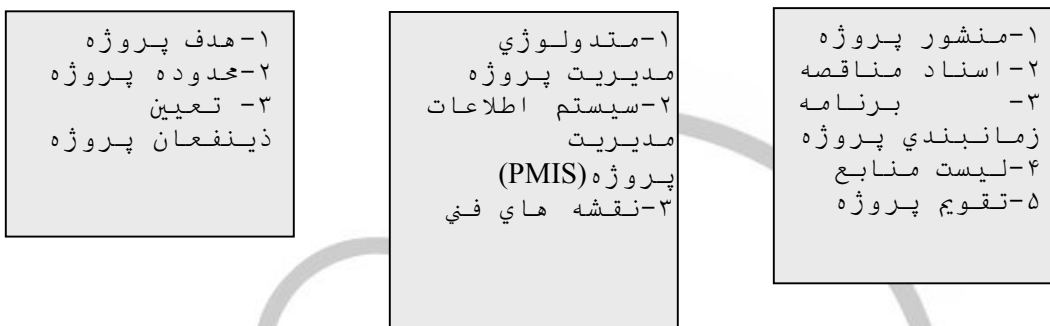 ۱-منشور پروژه
۲-اسناد مناقصه
۳- برنامه
زمانبندي پروژه
۴-ليست منابع
۵-تقويم پروژه
۱-متدولوژي
مديريت پروژه
۲-سيستم اطلاعات
مديريت
پروژه(PMIS)
۳-نقشه هاي فني
۱-هدف پروژه
۲-محدوده پروژه
۳- تعيين
ذينفعان پروژه